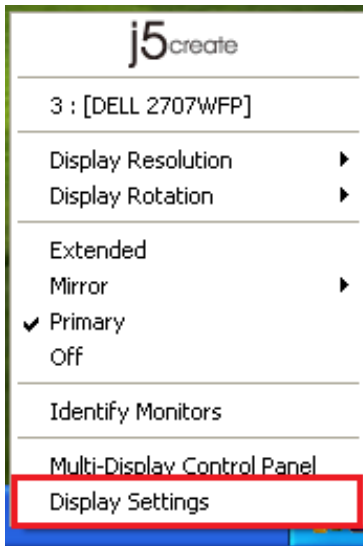 j5create
3 : [DELL 2707WFP]
Display Resolution
Display Rotation
Extended
Mirror
Primary
Off
Identify Monitors
Multi-Display Control Panel
Display Settings